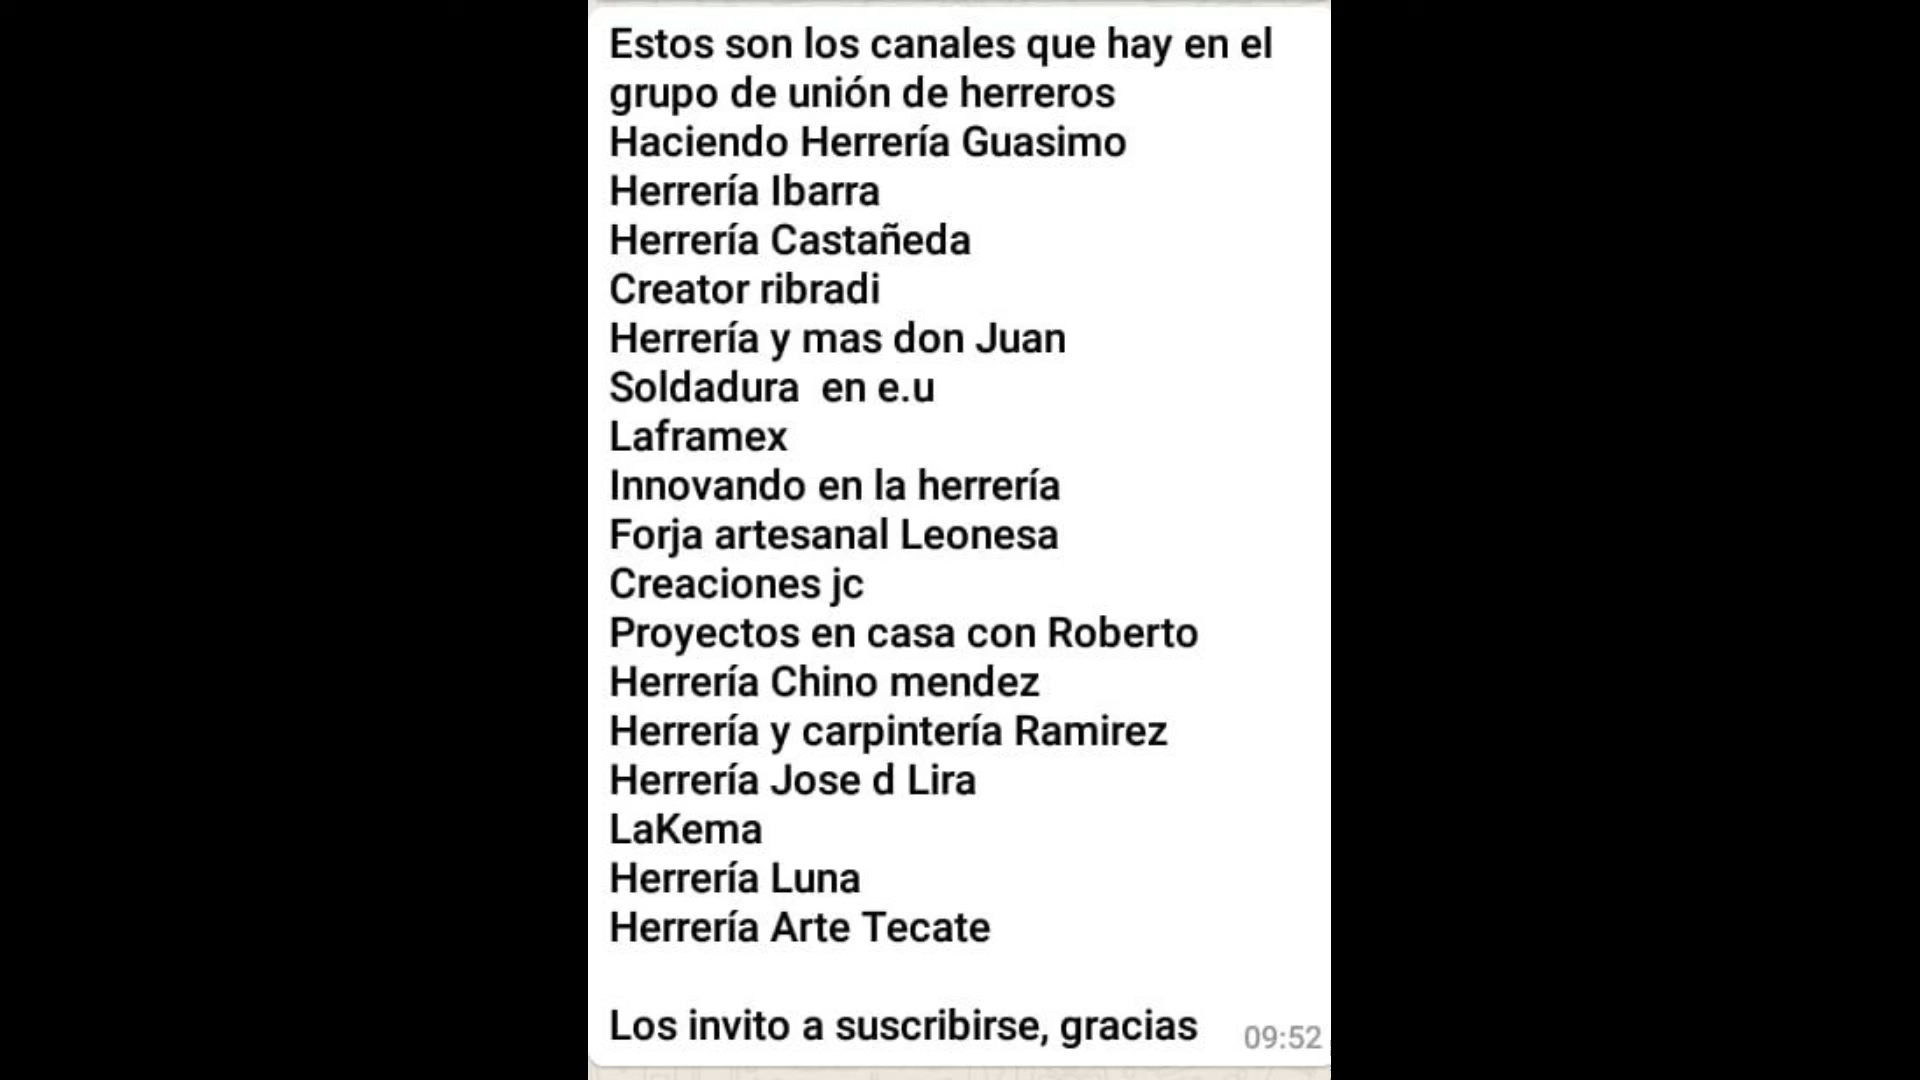 Estos son los canales que hay en el
grupo de unión de herreros
Haciendo Herrería Guasimo
Herrería Ibarra
Herrería Castañeda
Creator ribradi
Herrería y mas don Juan
Soldadura  en e.u
Laframex
Innovando en la herrería
Forja artesanal Leonesa
Creaciones jc
Proyectos en casa con Roberto
Herrería Chino mendez
Herrería y carpintería Ramirez
Herrería Jose d Lira
LaKema
Herrería Luna
Herrería Arte Tecate
Los invito a suscribirse, gracias
09:52